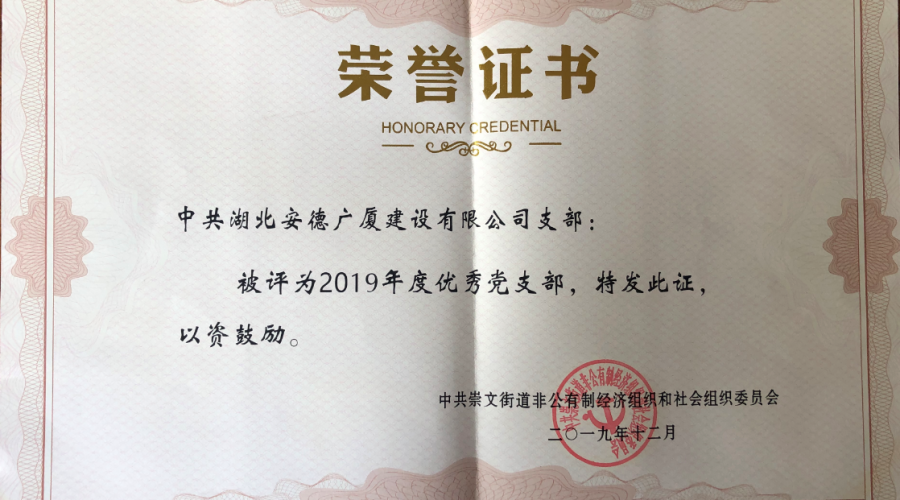 荣誉证书
HONORARY CREDENTIAL
中共湖北安德广厦建设有限公司支部：
被评为2019年度优秀党支部，特发此证，
以资鼓励。
中共崇文街道非公有制经济组织和社会组织委员会
二〇一九年十二月